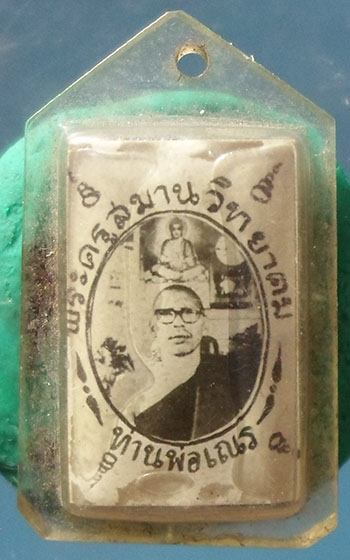 พระครูสมานวิทยาคม
ท่านพ่อเณร